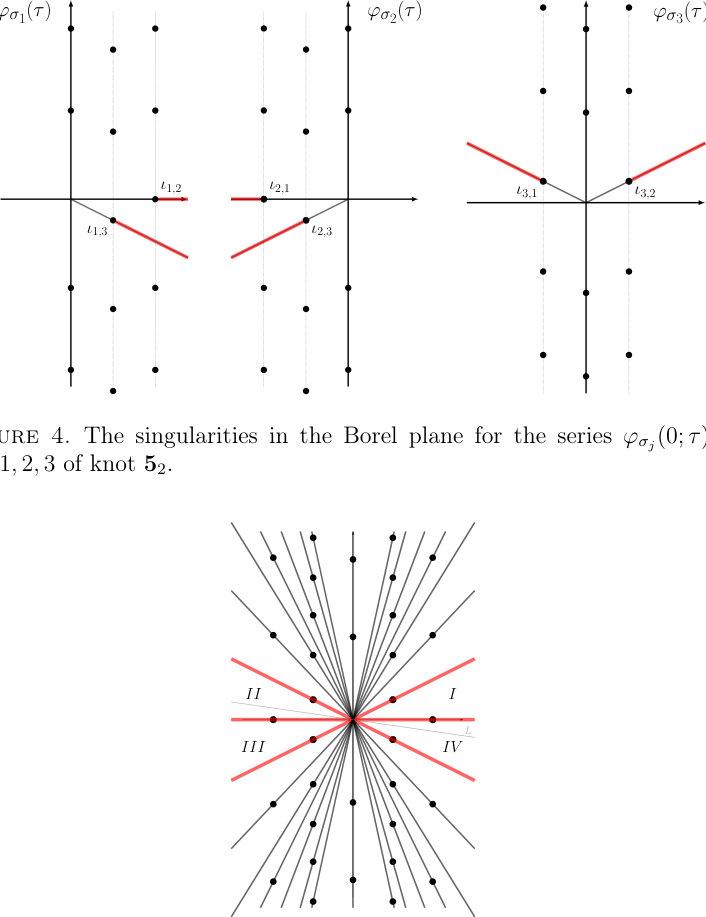 φσ₁(τ)
φσ₂(τ)
φσ₃(τ)
ι₁,₂
ι₁,₃
ι₂,₁
ι₂,₃
ι₃,₁
ι₃,₂
URE 4. The singularities in the Borel plane for the series φσⱼ(0; τ)
1, 2, 3 of knot 5₂.
II
I
L
III
IV